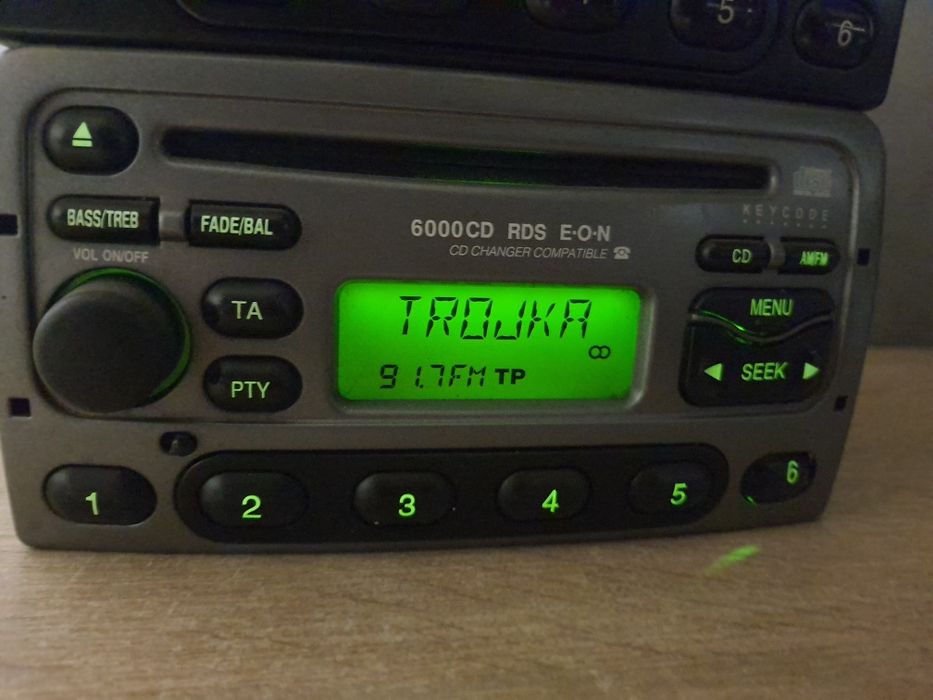 5
6
6000CD RDS E·O·N
CD CHANGER COMPATIBLE
KEYCODE
BASS/TREB
FADE/BAL
VOL ON/OFF
TA
PTY
TROJKA
91.7FM TP
CD
AM/FM
MENU
SEEK
1
2
3
4
5
6